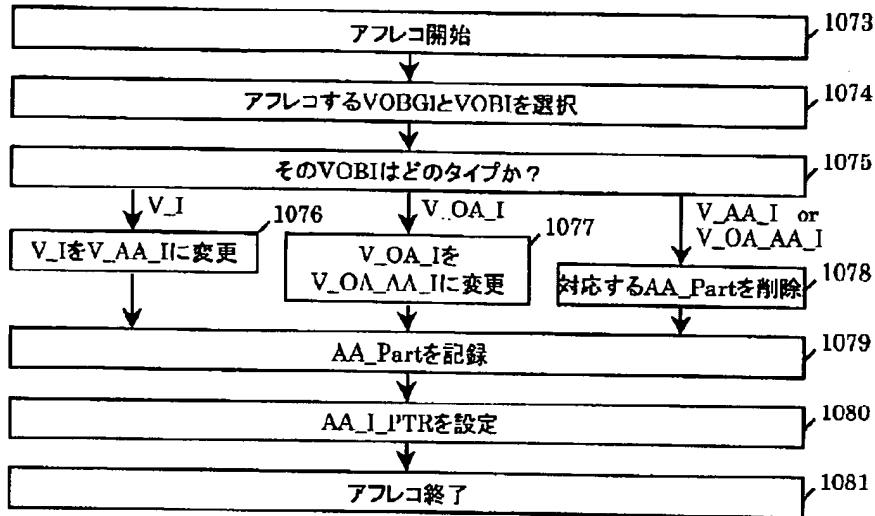 アフレコ開始
1073
アフレコするVOBGIとVOBIを選択
1074
そのVOBIはどのタイプか？
1075
V_I
1076
V_IをV_AA_Iに変更
V_OA_I
1077
V_OA_Iを
V_OA_AA_Iに変更
V_AA_I or
V_OA_AA_I
対応するAA_Partを削除
1078
AA_Partを記録
1079
AA_I_PTRを設定
1080
アフレコ終了
1081